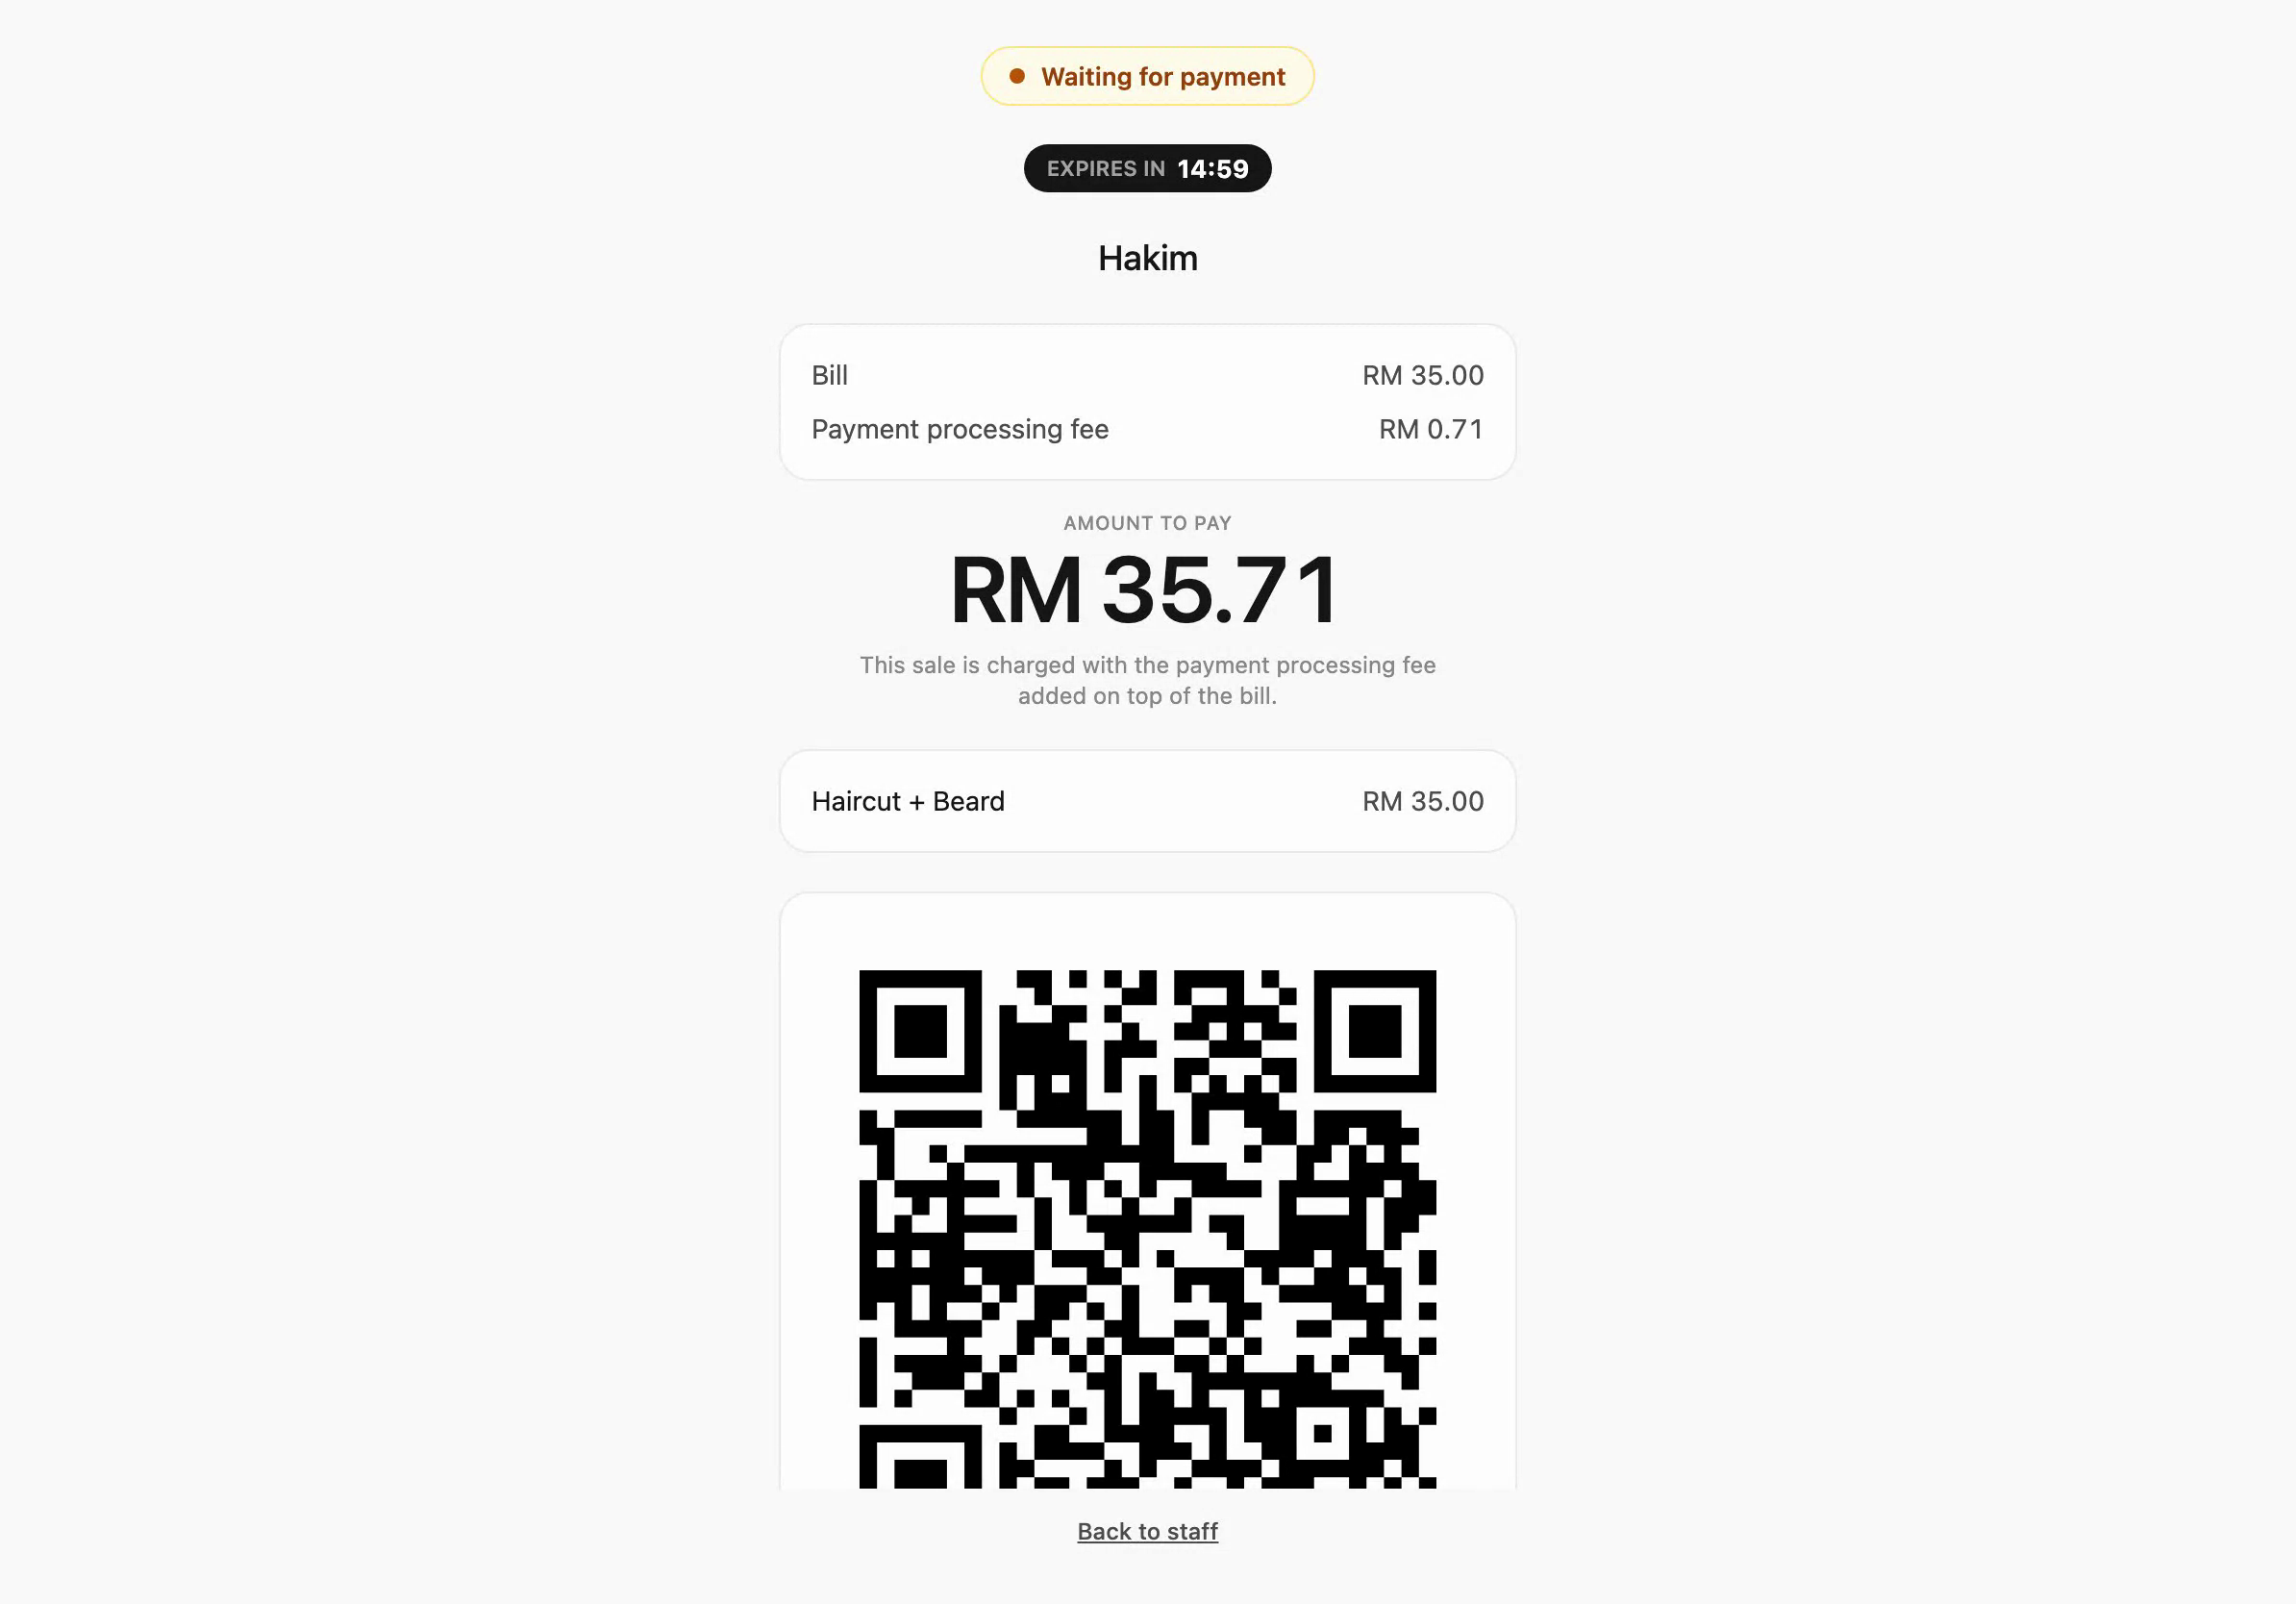 Waiting for payment
EXPIRES IN 14:59
Hakim
Bill RM 35.00
Payment processing fee RM 0.71
AMOUNT TO PAY
RM 35.71
This sale is charged with the payment processing fee
added on top of the bill.
Haircut + Beard RM 35.00
Back to staff